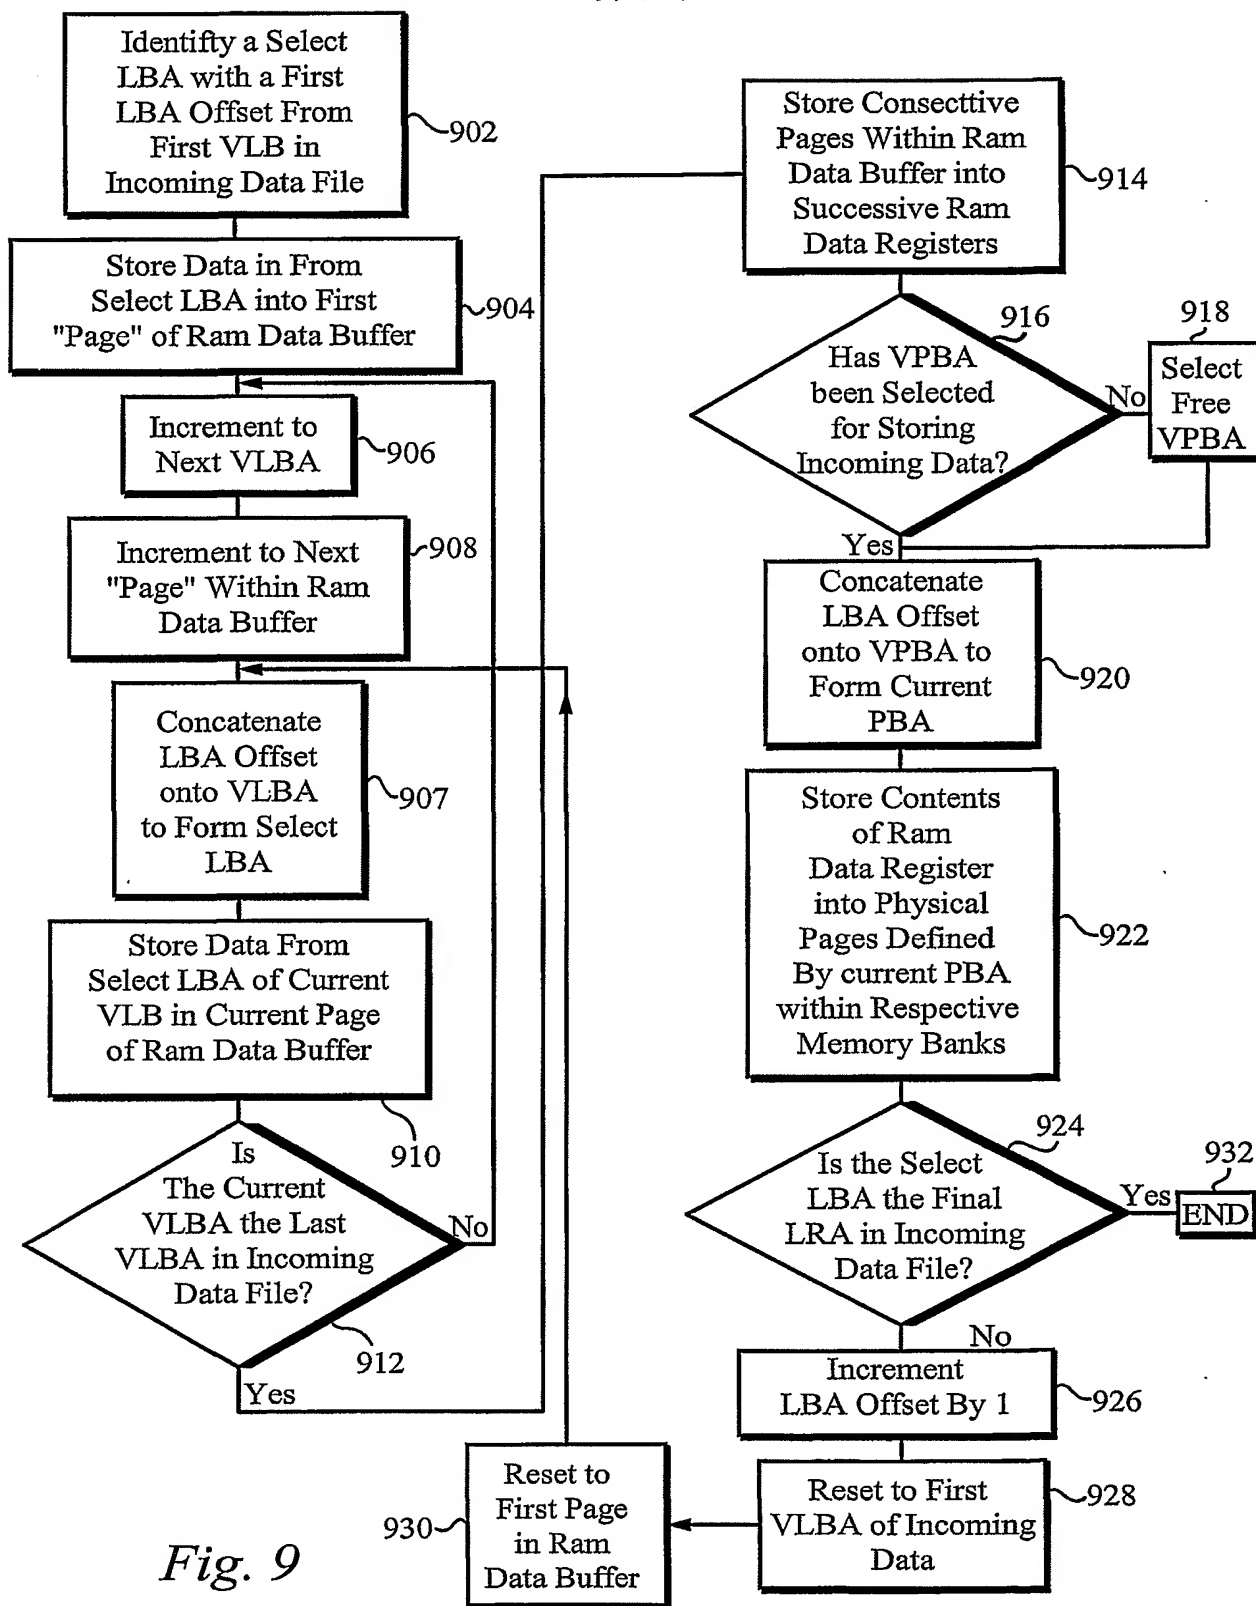 Identifty a Select
LBA with a First
LBA Offset From
First VLB in
Incoming Data File
902
Store Data in From
Select LBA into First
"Page" of Ram Data Buffer
904
Increment to
Next VLBA
906
Increment to Next
"Page" Within Ram
Data Buffer
908
Concatenate
LBA Offset
onto VLBA
to Form Select
LBA
907
Store Data From
Select LBA of Current
VLB in Current Page
of Ram Data Buffer
910
Is
The Current
VLBA the Last
VLBA in Incoming
Data File?
No
912
Yes
Store Consecttive
Pages Within Ram
Data Buffer into
Successive Ram
Data Registers
914
Has VPBA
been Selected
for Storing
Incoming Data?
916
No
918
Select
Free
VPBA
Yes
Concatenate
LBA Offset
onto VPBA to
Form Current
PBA
920
Store Contents
of Ram
Data Register
into Physical
Pages Defined
By current PBA
within Respective
Memory Banks
922
Is the Select
LBA the Final
LRA in Incoming
Data File?
924
Yes
932
END
No
Increment
LBA Offset By 1
926
Reset to First
VLBA of Incoming
Data
928
Reset to
First Page
in Ram
Data Buffer
930
Fig. 9